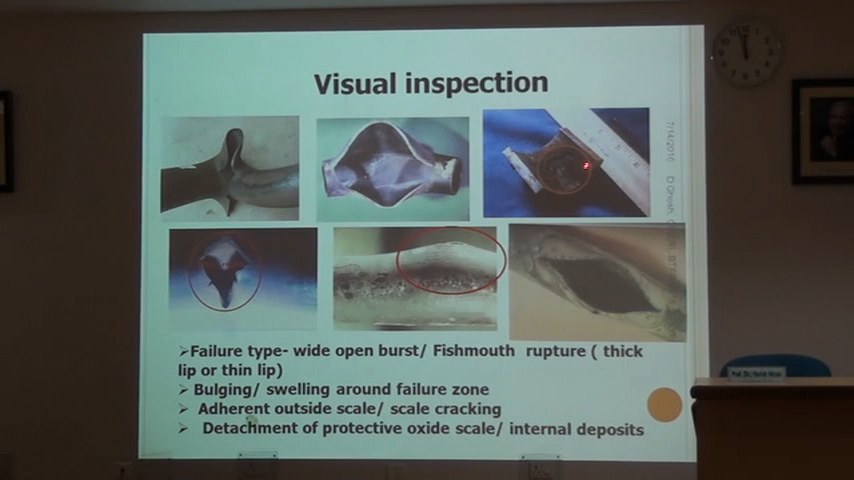 Visual inspection
7/14/2016
➢Failure type- wide open burst/ Fishmouth rupture ( thick
lip or thin lip)
➢ Bulging/ swelling around failure zone
➢ Adherent outside scale/ scale cracking
➢ Detachment of protective oxide scale/ internal deposits